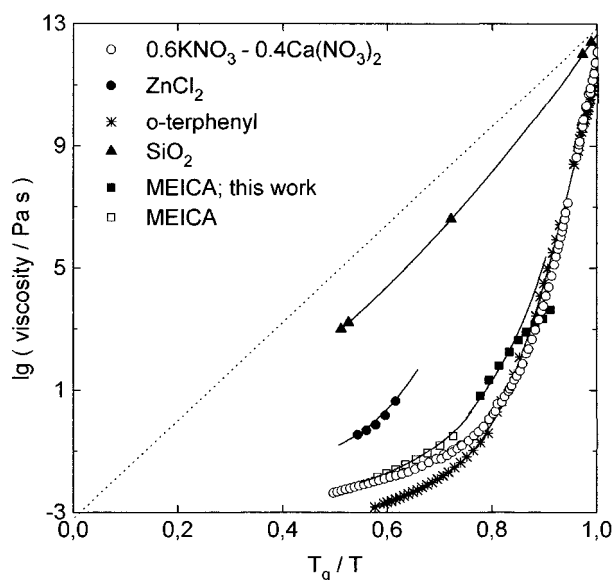 13
9
5
1
-3
lg ( viscosity / Pa s )
0.6KNO₃ - 0.4Ca(NO₃)₂
ZnCl₂
o-terphenyl
SiO₂
MEICA; this work
MEICA
0,0
0,2
0,4
0,6
0,8
1,0
T_g / T